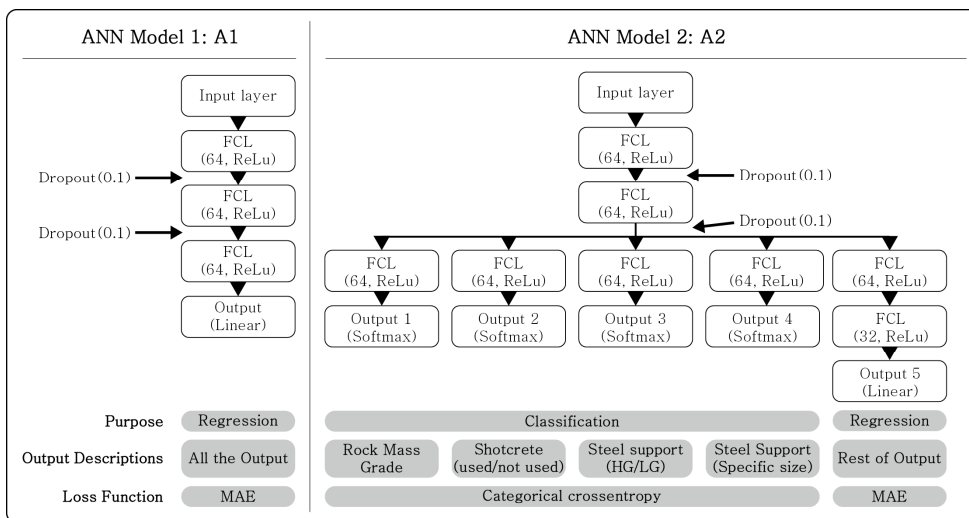 ANN Model 1: A1
Input layer
FCL
(64, ReLu)
Dropout(0.1)
FCL
(64, ReLu)
Dropout(0.1)
FCL
(64, ReLu)
Output
(Linear)
ANN Model 2: A2
Input layer
FCL
(64, ReLu)
Dropout(0.1)
FCL
(64, ReLu)
Dropout(0.1)
FCL
(64, ReLu)
FCL
(64, ReLu)
FCL
(64, ReLu)
FCL
(64, ReLu)
FCL
(64, ReLu)
Output 1
(Softmax)
Output 2
(Softmax)
Output 3
(Softmax)
Output 4
(Softmax)
FCL
(32, ReLu)
Output 5
(Linear)
Purpose
Regression
Classification
Regression
Output Descriptions
All the Output
Rock Mass
Grade
Shotcrete
(used/not used)
Steel support
(HG/LG)
Steel Support
(Specific size)
Rest of Output
Loss Function
MAE
Categorical crossentropy
MAE